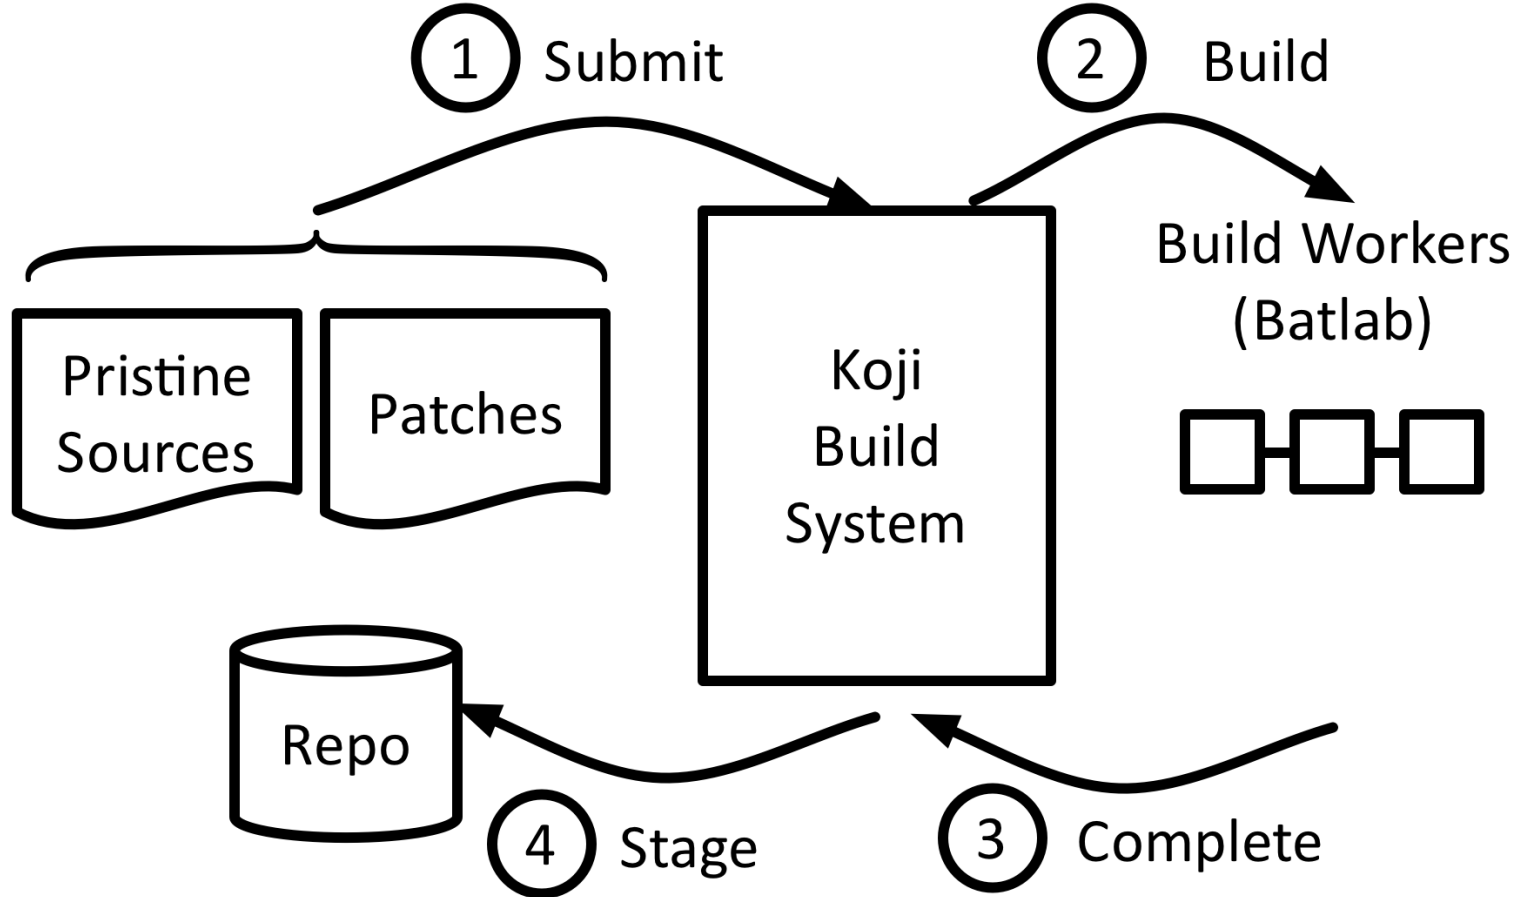 1 Submit
2 Build
Pristine
Sources
Patches
Koji
Build
System
Build Workers
(Batlab)
Repo
4 Stage
3 Complete